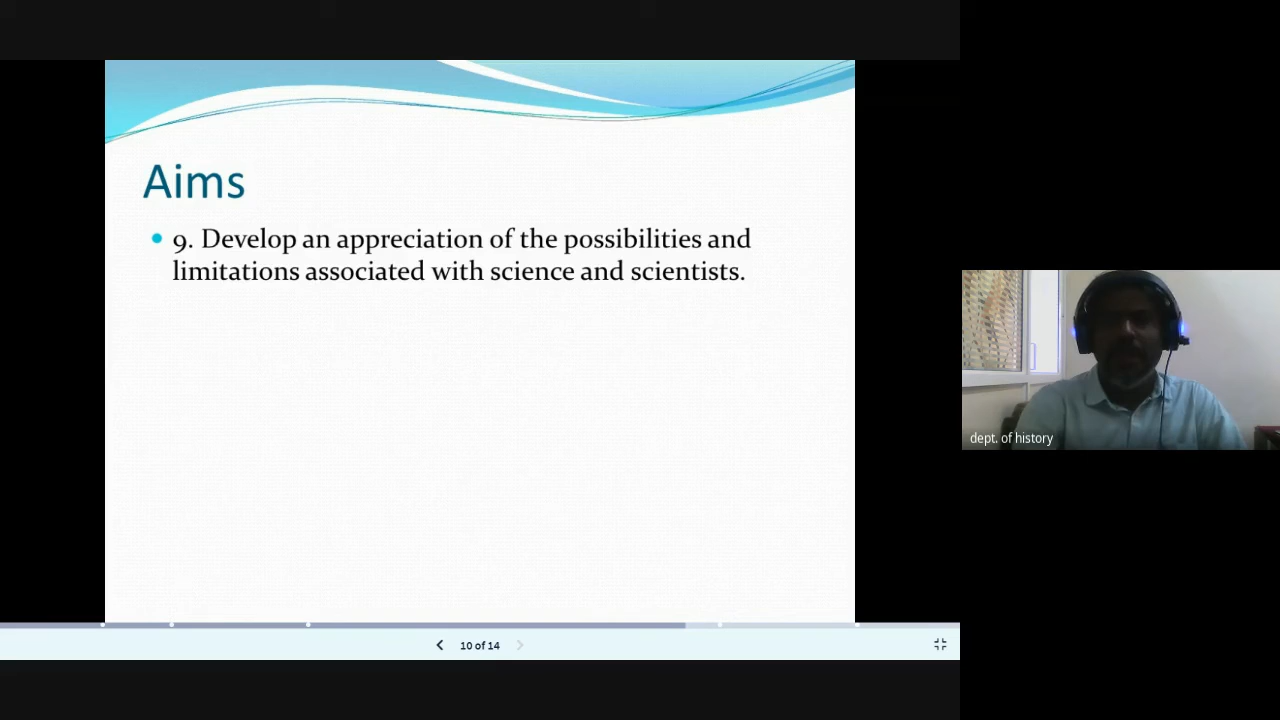 Aims
9. Develop an appreciation of the possibilities and
limitations associated with science and scientists.
10 of 14
dept. of history